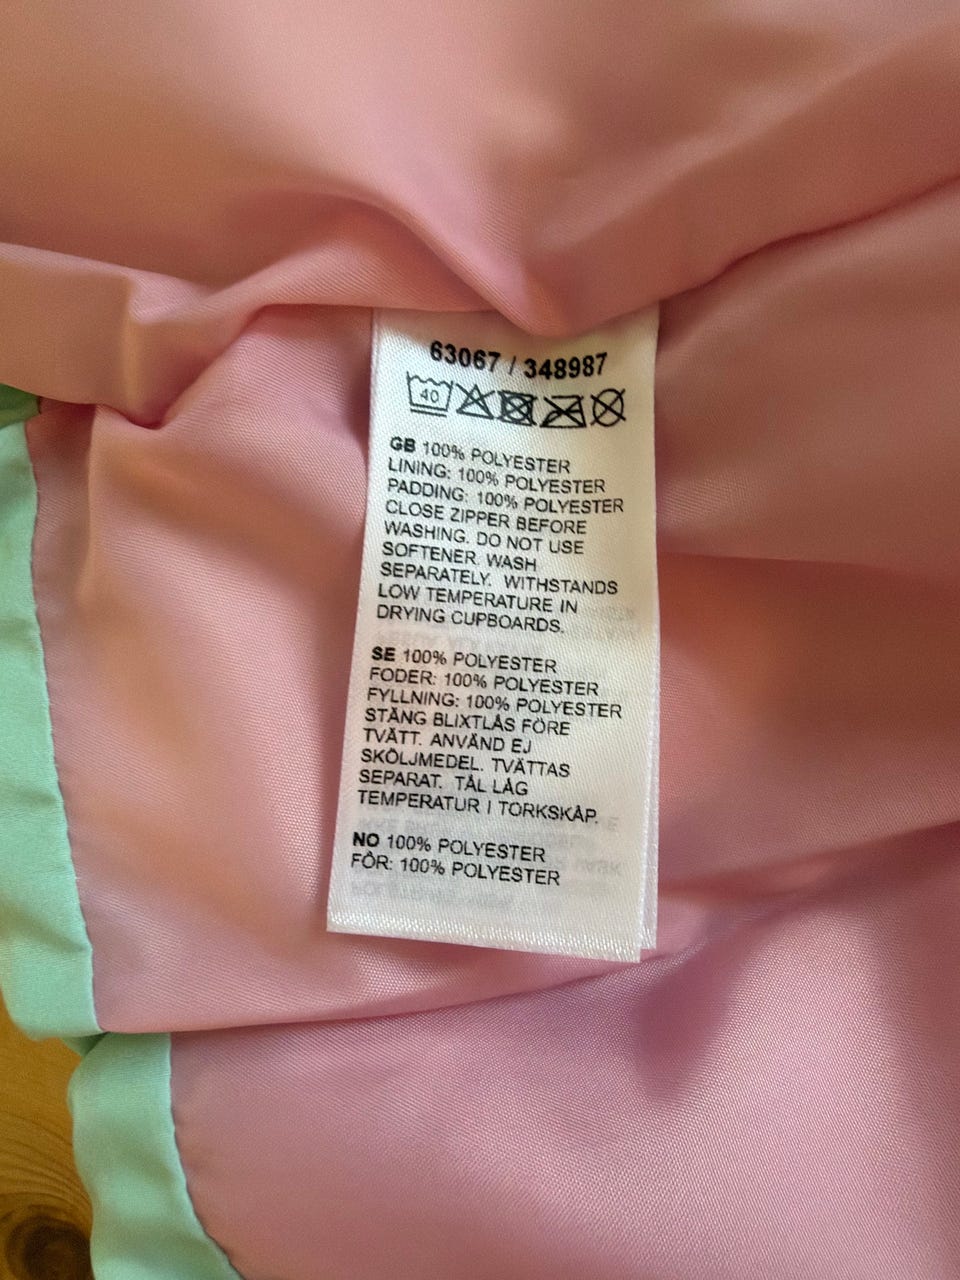 63067 / 348987
40
GB 100% POLYESTER
LINING: 100% POLYESTER
PADDING: 100% POLYESTER
CLOSE ZIPPER BEFORE
WASHING. DO NOT USE
SOFTENER. WASH
SEPARATELY. WITHSTANDS
LOW TEMPERATURE IN
DRYING CUPBOARDS.
SE 100% POLYESTER
FODER: 100% POLYESTER
FYLLNING: 100% POLYESTER
STÄNG BLIXTLÅS FÖRE
TVÄTT. ANVÄND EJ
SKÖLJMEDEL. TVÄTTAS
SEPARAT. TÅL LÅG
TEMPERATUR I TORKSKÅP.
NO 100% POLYESTER
FÔR: 100% POLYESTER